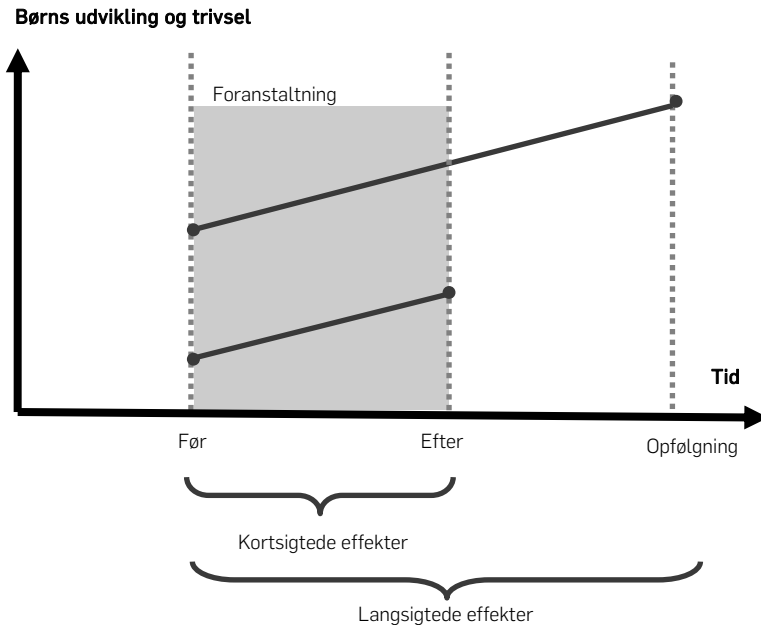 Børns udvikling og trivsel
Foranstaltning
Tid
Før
Efter
Opfølgning
Kortsigtede effekter
Langsigtede effekter